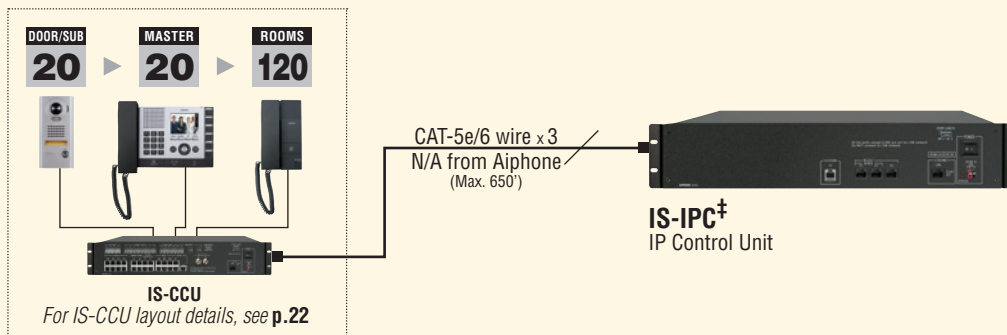 DOOR/SUB
20
MASTER
20
ROOMS
120
CAT-5e/6 wire x 3
N/A from Aiphone
(Max. 650')
IS-IPC‡
IP Control Unit
IS-CCU
For IS-CCU layout details, see p.22